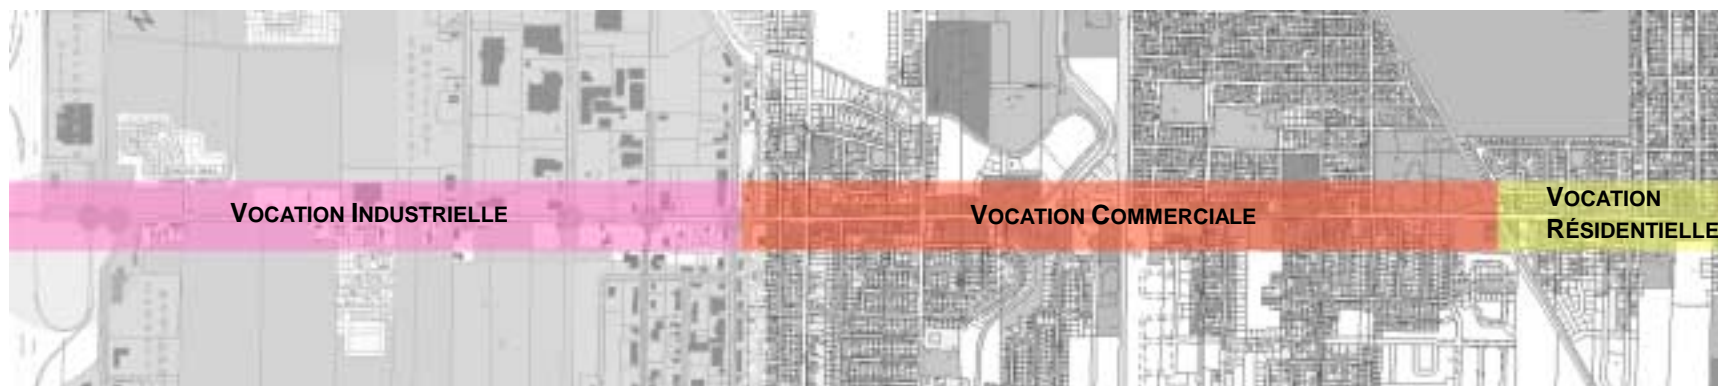 VOCATION INDUSTRIELLE
VOCATION COMMERCIALE
VOCATION
RÉSIDENTIELLE